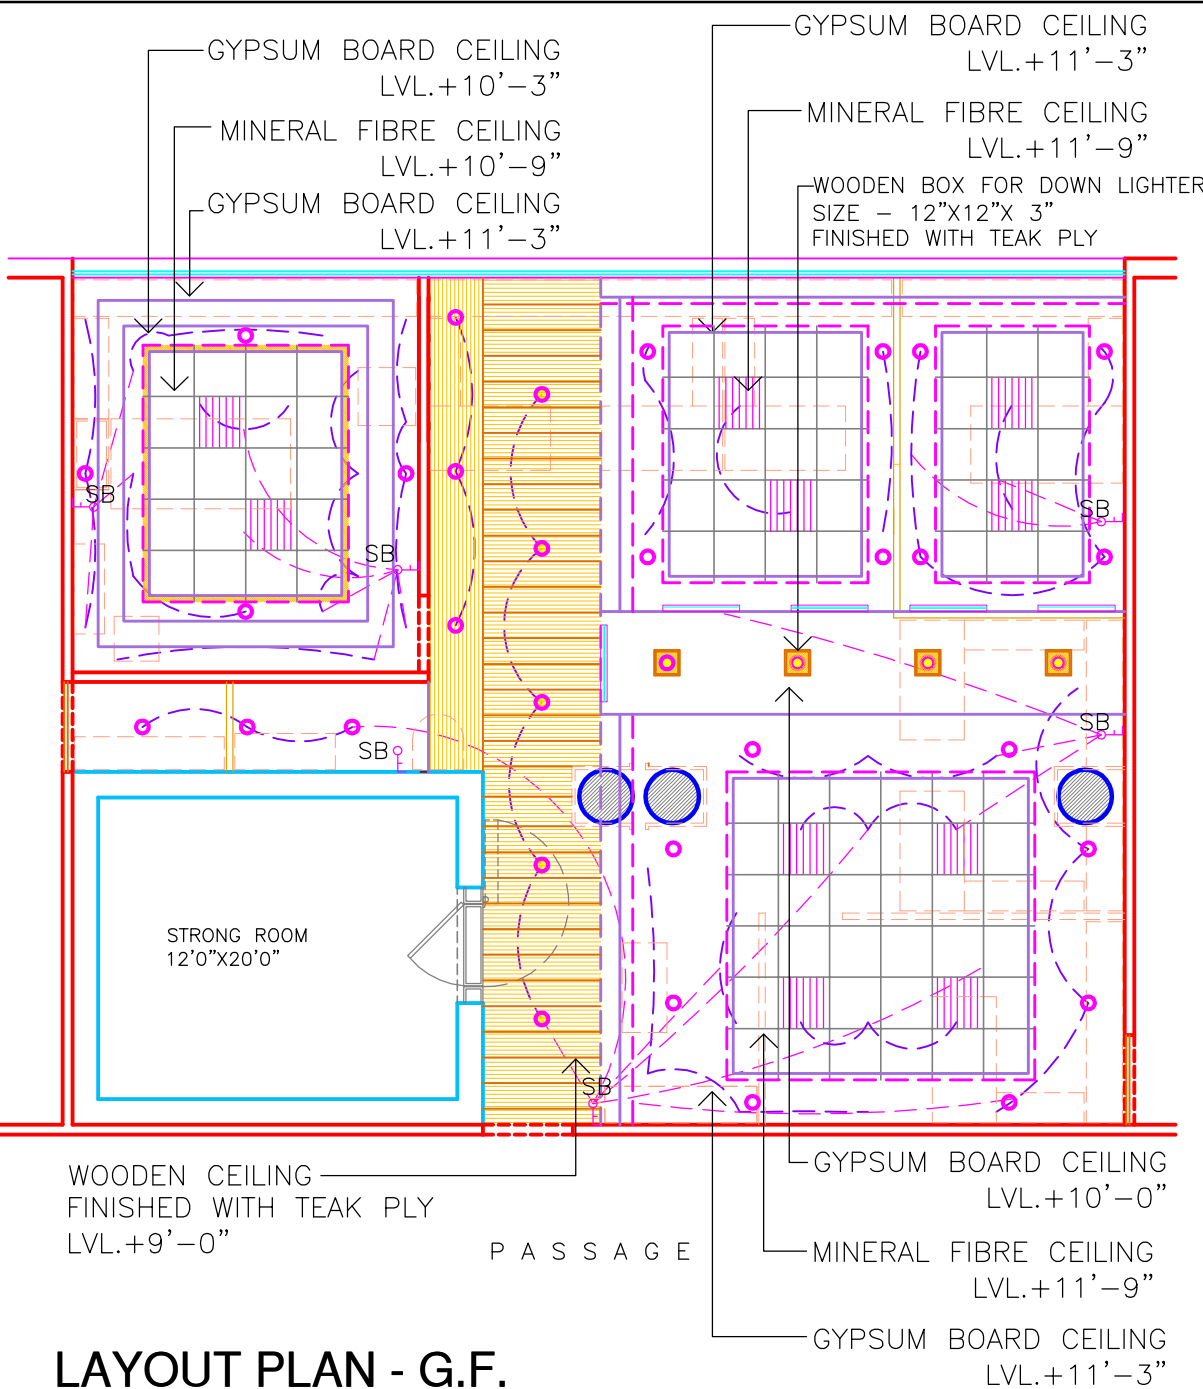 GYPSUM BOARD CEILING
LVL.+10'-3"
MINERAL FIBRE CEILING
LVL.+10'-9"
GYPSUM BOARD CEILING
LVL.+11'-3"
GYPSUM BOARD CEILING
LVL.+11'-3"
MINERAL FIBRE CEILING
LVL.+11'-9"
WOODEN BOX FOR DOWN LIGHTER
SIZE - 12"X12"X 3"
FINISHED WITH TEAK PLY
SB
SB
SB
SB
SB
STRONG ROOM
12'0"X20'0"
SB
WOODEN CEILING
FINISHED WITH TEAK PLY
LVL.+9'-0"
PASSAGE
GYPSUM BOARD CEILING
LVL.+10'-0"
MINERAL FIBRE CEILING
LVL.+11'-9"
GYPSUM BOARD CEILING
LVL.+11'-3"
LAYOUT PLAN - G.F.